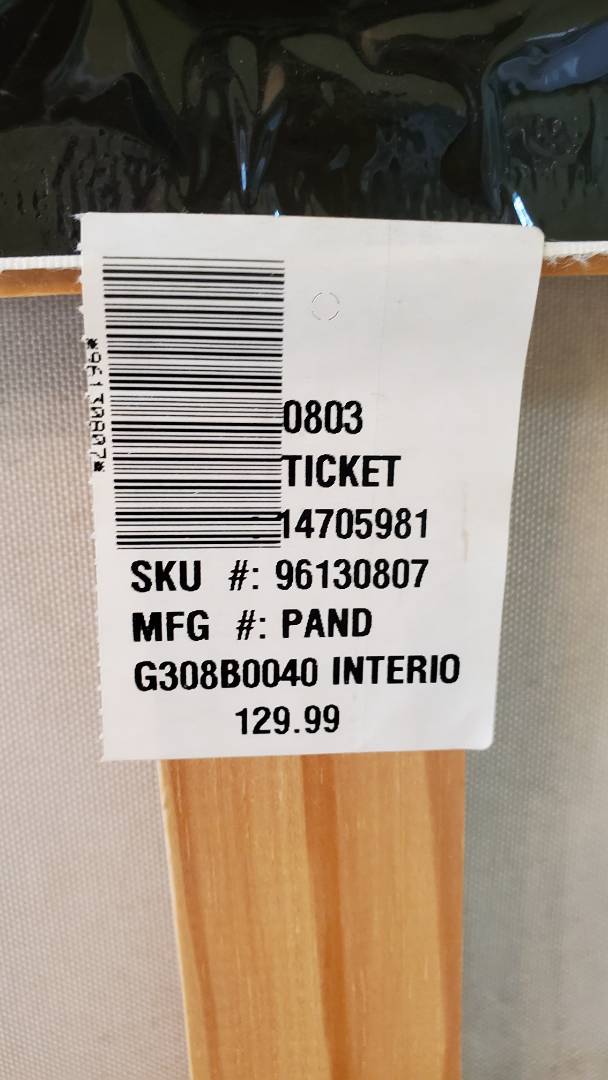 *96130807*
0803
TICKET
14705981
SKU #: 96130807
MFG #: PAND
G308B0040 INTERIO
129.99